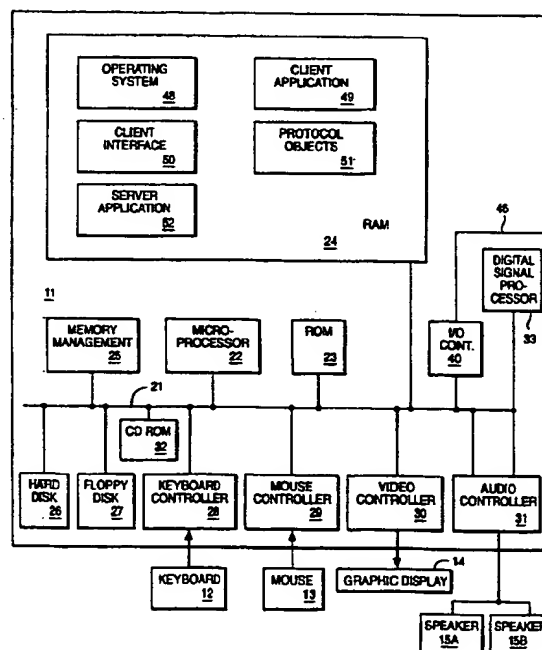 OPERATING
SYSTEM
48
CLIENT
APPLICATION
49
CLIENT
INTERFACE
50
PROTOCOL
OBJECTS
51
SERVER
APPLICATION
52
RAM
24
46
DIGITAL
SIGNAL
PRO-
CESSOR
33
11
MEMORY
MANAGEMENT
25
MICRO-
PROCESSOR
22
ROM
23
I/O
CONT.
40
21
CD ROM
32
HARD
DISK
26
FLOPPY
DISK
27
KEYBOARD
CONTROLLER
28
MOUSE
CONTROLLER
29
VIDEO
CONTROLLER
30
AUDIO
CONTROLLER
31
KEYBOARD
12
MOUSE
13
14
GRAPHIC DISPLAY
SPEAKER
15A
SPEAKER
15B